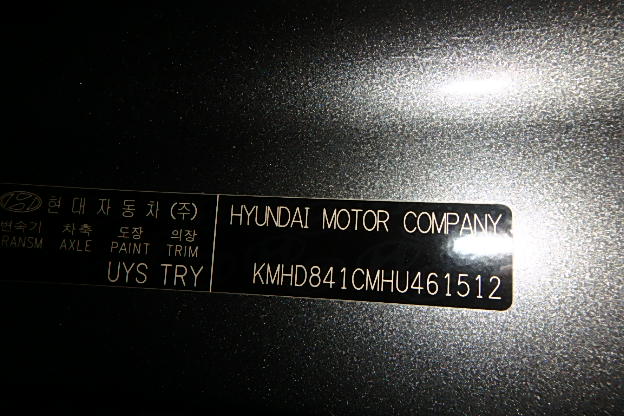 현대자동차 (주)
변속기 차축 도장 의장
RANSM AXLE PAINT TRIM
UYS TRY
HYUNDAI MOTOR COMPANY
KMHD841CMHU461512